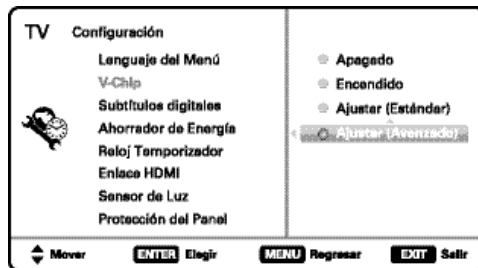 TV Configuración
Lenguaje del Menú
V-Chip
Subtítulos digitales
Ahorrador de Energía
Reloj Temporizador
Enlace HDMI
Sensor de Luz
Protección del Panel
Apagado
Encendido
Ajustar (Estándar)
Ajustar (Avanzado)
Mover ENTER Elegir MENU Regresar EXIT Salir